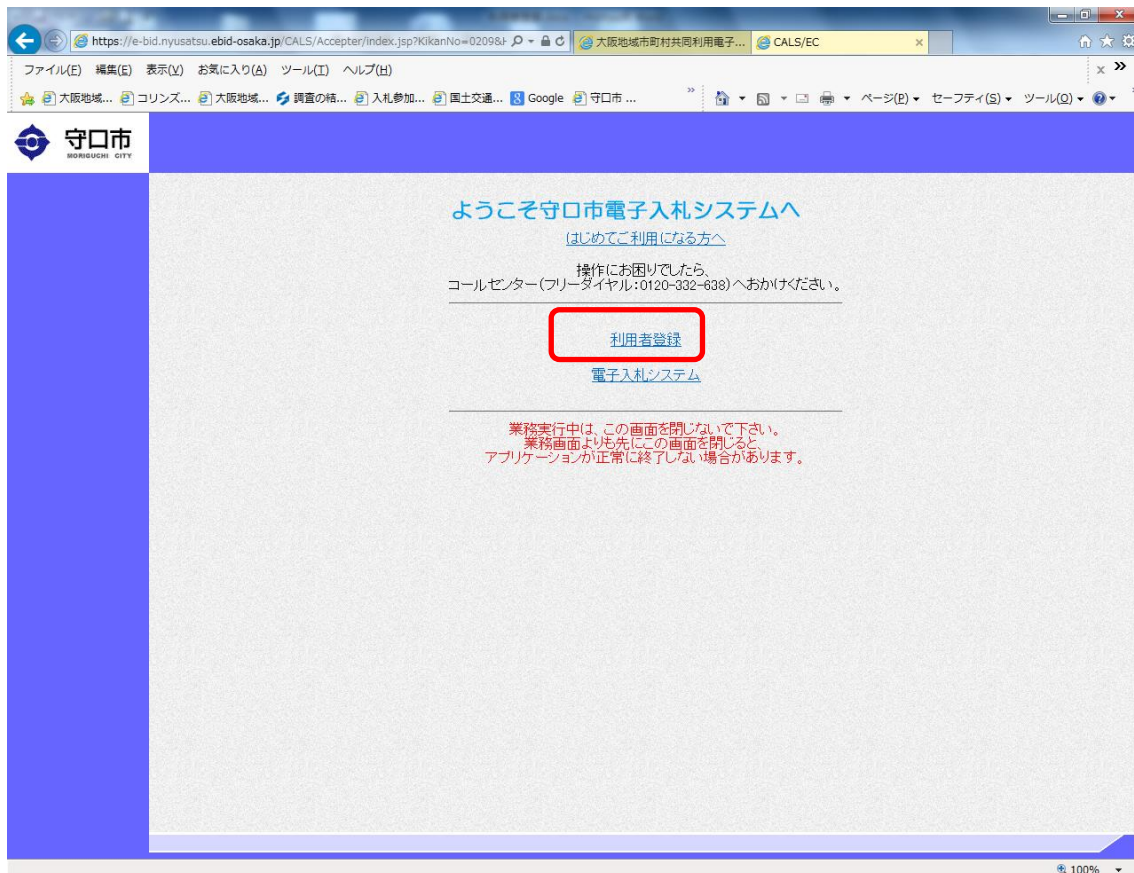 https://e-bid.nyusatsu.ebid-osaka.jp/CALS/Accepter/index.jsp?KikanNo=0209&
大阪地域市町村共同利用電子...
CALS/EC
ファイル(F) 編集(E) 表示(V) お気に入り(A) ツール(T) ヘルプ(H)
大阪地域... コリンズ... 大阪地域... 調査の結... 入札参加... 国土交通... Google 守口市 ... ページ(P) セーフティ(S) ツール(O)
守口市
MORIGUCHI CITY
ようこそ守口市電子入札システムへ
はじめてご利用になる方へ
操作にお困りでしたら、
コールセンター(フリーダイヤル:0120-332-638)へおかけください。
利用者登録
電子入札システム
業務実行中は、この画面を閉じないで下さい。
業務画面よりも先にこの画面を閉じると、
アプリケーションが正常に終了しない場合があります。
100%